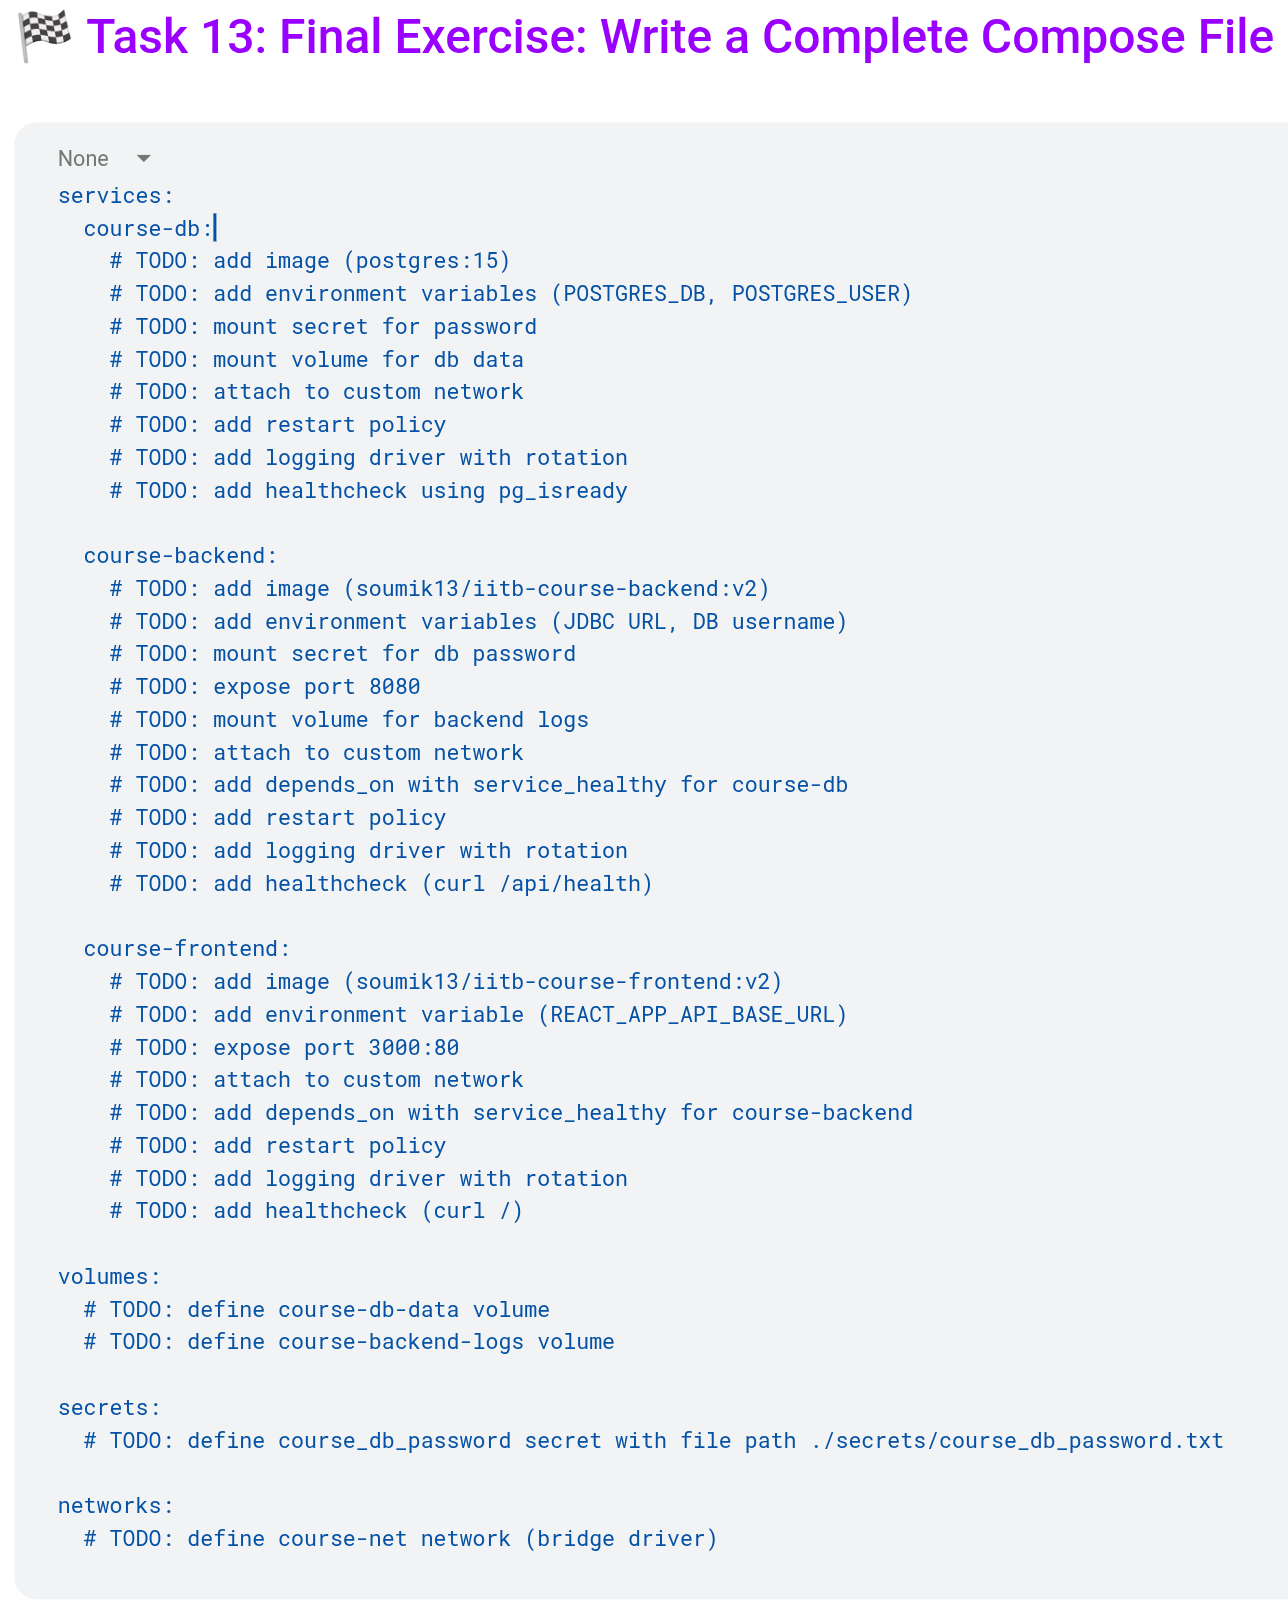 Task 13: Final Exercise: Write a Complete Compose File
None
services:
  course-db:
    # TODO: add image (postgres:15)
    # TODO: add environment variables (POSTGRES_DB, POSTGRES_USER)
    # TODO: mount secret for password
    # TODO: mount volume for db data
    # TODO: attach to custom network
    # TODO: add restart policy
    # TODO: add logging driver with rotation
    # TODO: add healthcheck using pg_isready

  course-backend:
    # TODO: add image (soumik13/iitb-course-backend:v2)
    # TODO: add environment variables (JDBC URL, DB username)
    # TODO: mount secret for db password
    # TODO: expose port 8080
    # TODO: mount volume for backend logs
    # TODO: attach to custom network
    # TODO: add depends_on with service_healthy for course-db
    # TODO: add restart policy
    # TODO: add logging driver with rotation
    # TODO: add healthcheck (curl /api/health)

  course-frontend:
    # TODO: add image (soumik13/iitb-course-frontend:v2)
    # TODO: add environment variable (REACT_APP_API_BASE_URL)
    # TODO: expose port 3000:80
    # TODO: attach to custom network
    # TODO: add depends_on with service_healthy for course-backend
    # TODO: add restart policy
    # TODO: add logging driver with rotation
    # TODO: add healthcheck (curl /)

volumes:
  # TODO: define course-db-data volume
  # TODO: define course-backend-logs volume

secrets:
  # TODO: define course_db_password secret with file path ./secrets/course_db_password.txt

networks:
  # TODO: define course-net network (bridge driver)